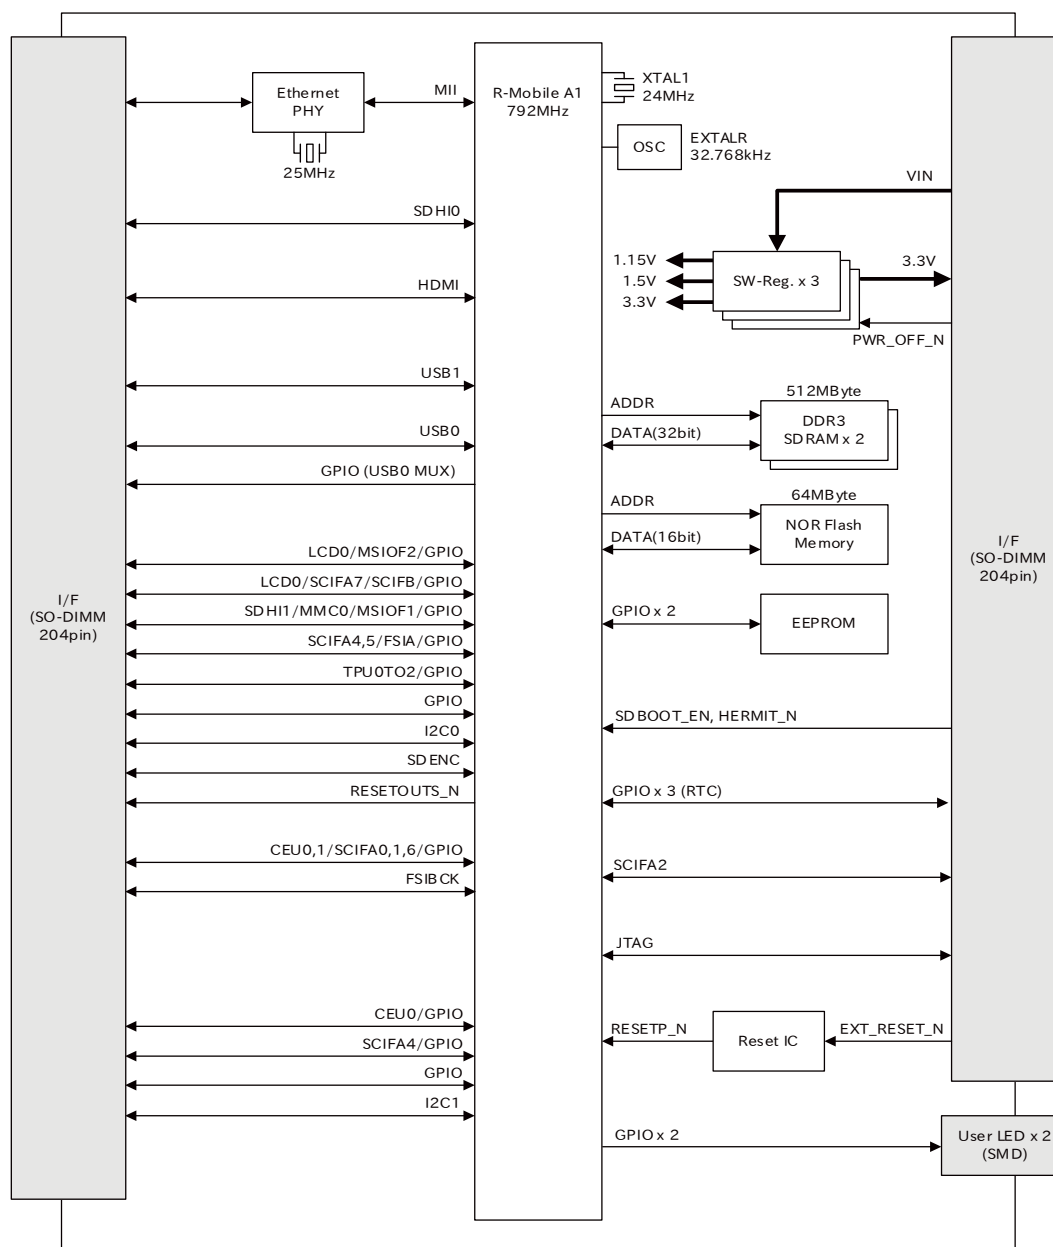 Ethernet
PHY
25MHz
MII
R-Mobile A1
792MHz
XTAL1
24MHz
OSC
EXTALR
32.768kHz
VIN
SDHI0
1.15V
1.5V
3.3V
SW-Reg. x 3
3.3V
PWR_OFF_N
HDMI
USB1
USB0
GPIO (USB0 MUX)
512MByte
ADDR
DATA(32bit)
DDR3
SDRAM x 2
64MByte
ADDR
DATA(16bit)
NOR Flash
Memory
I/F
(SO-DIMM
204pin)
LCD0/MSIOF2/GPIO
LCD0/SCIFA7/SCIFB/GPIO
SDHI1/MMC0/MSIOF1/GPIO
SCIFA4,5/FSIA/GPIO
TPU0TO2/GPIO
GPIO
I2C0
SDENC
RESETOUTS_N
I/F
(SO-DIMM
204pin)
GPIO x 2
EEPROM
SDBOOT_EN, HERMIT_N
GPIO x 3 (RTC)
CEU0,1/SCIFA0,1,6/GPIO
FSIBCK
SCIFA2
JTAG
CEU0/GPIO
SCIFA4/GPIO
GPIO
I2C1
RESETP_N
Reset IC
EXT_RESET_N
GPIO x 2
User LED x 2
(SMD)